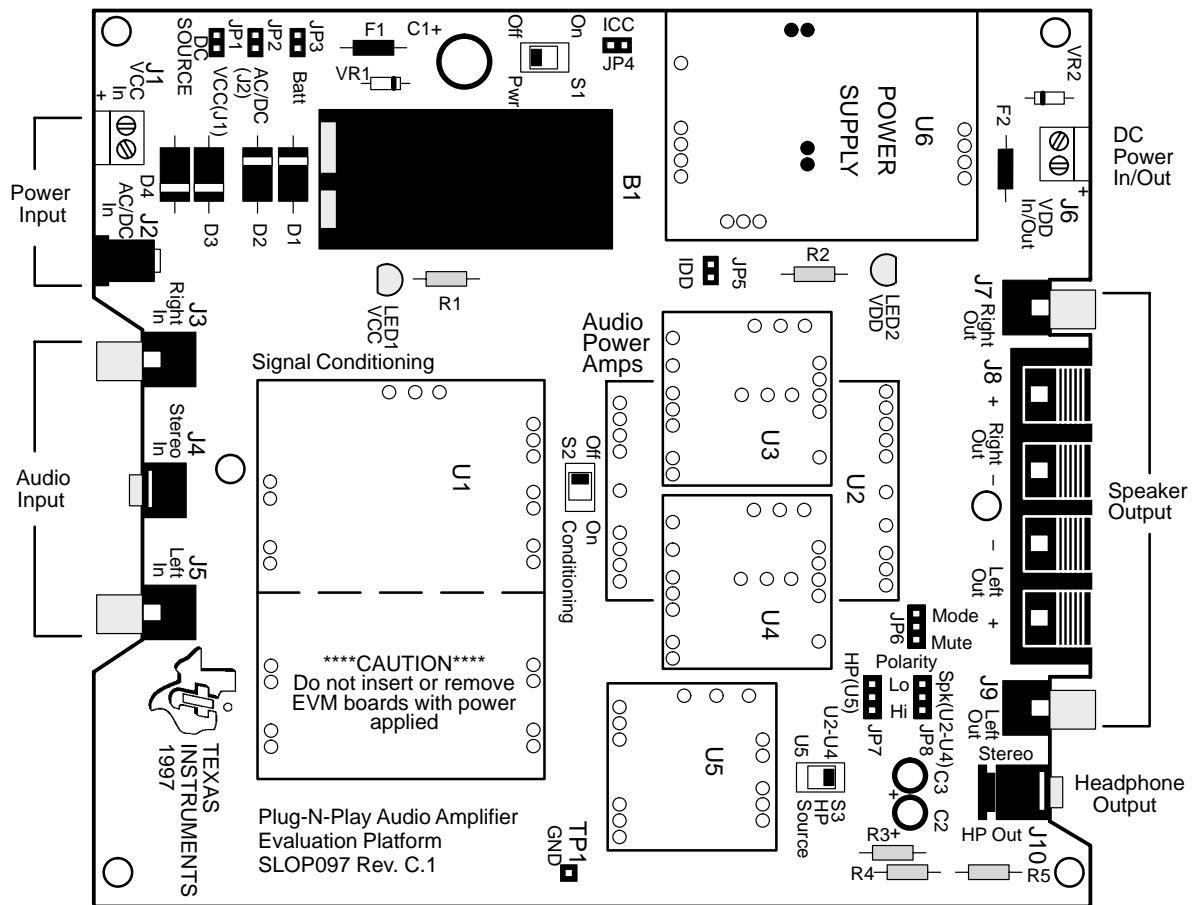 J1
VCC
In
+
DC
SOURCE
JP1
VCC(J1)
JP2
AC/DC
(J2)
JP3
Batt
F1
VR1
C1+
Off
On
Pwr
S1
ICC
JP4
U6
POWER
SUPPLY
VR2
F2
J6
VDD
In/Out
+
DC
Power
In/Out
Power
Input
D4
AC/DC
In
J2
D3
D2
D1
B1
LED1
VCC
R1
IDD
JP5
R2
LED2
VDD
J3
Right
In
J7
Right
Out
Signal Conditioning
Audio
Power
Amps
U1
U3
U2
U4
J8
+
Right
Out
−
−
Left
Out
+
Speaker
Output
Audio
Input
J4
Stereo
In
Off
S2
On
Conditioning
J5
Left
In
JP6
Mode
Mute
Polarity
HP(U5)
Lo
Hi
Spk(U2-U4)
JP7
JP8
J9
Left
Out
****CAUTION****
Do not insert or remove
EVM boards with power
applied
TEXAS
INSTRUMENTS
1997
U5
U2-U4
U5
S3
HP
Source
C3
+
C2
Stereo
HP Out
J10
Headphone
Output
Plug-N-Play Audio Amplifier
Evaluation Platform
SLOP097 Rev. C.1
TP1
GND
R3+
R4
R5